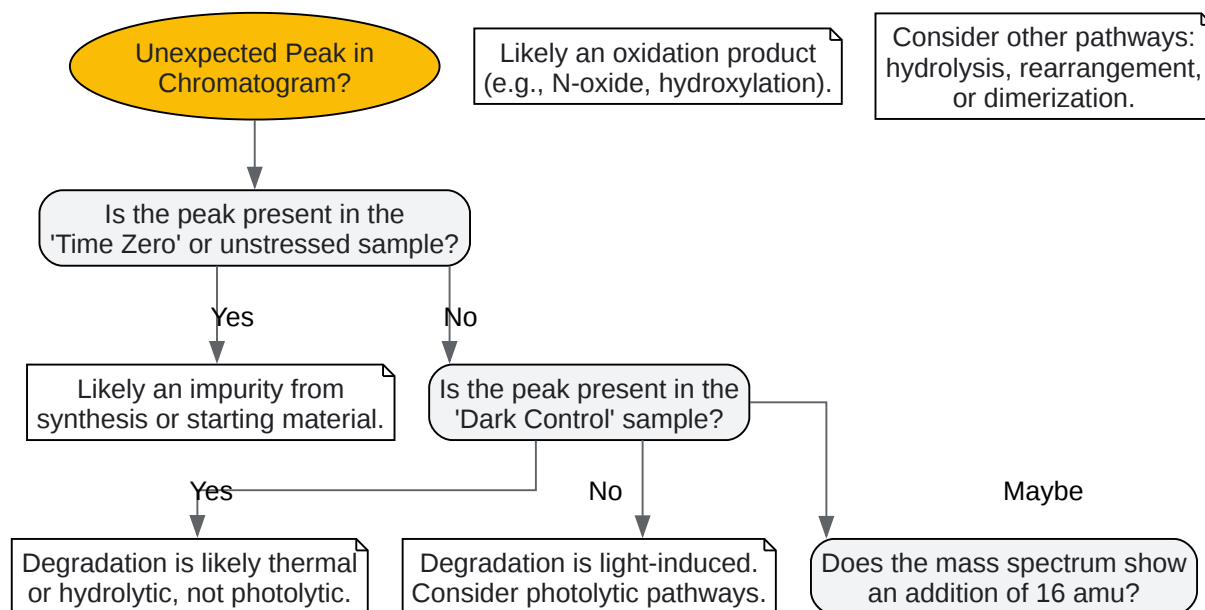 Unexpected Peak in
Chromatogram?
Likely an oxidation product
(e.g., N-oxide, hydroxylation).
Consider other pathways:
hydrolysis, rearrangement,
or dimerization.
Is the peak present in the
'Time Zero' or unstressed sample?
Yes
No
Likely an impurity from
synthesis or starting material.
Is the peak present in the
'Dark Control' sample?
Yes
No
Maybe
Degradation is likely thermal
or hydrolytic, not photolytic.
Degradation is light-induced.
Consider photolytic pathways.
Does the mass spectrum show
an addition of 16 amu?